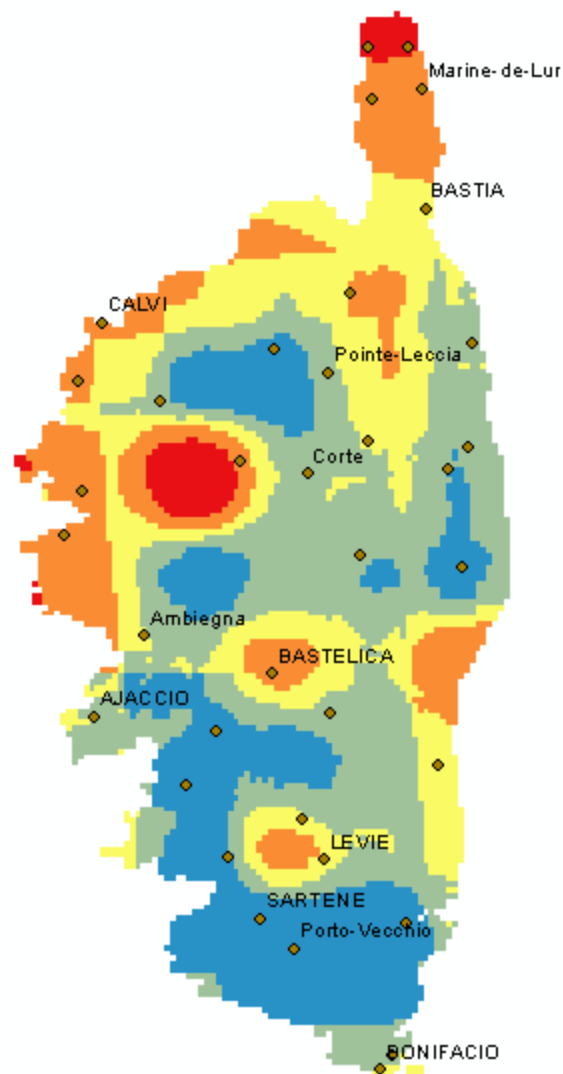 Marine-de-Lur
BASTIA
CALVI
Pointe-Leccia
Corte
Ambiegna
BASTELICA
AJACCIO
LEVIE
SARTENE
Porto-Vecchio
BONIFACIO